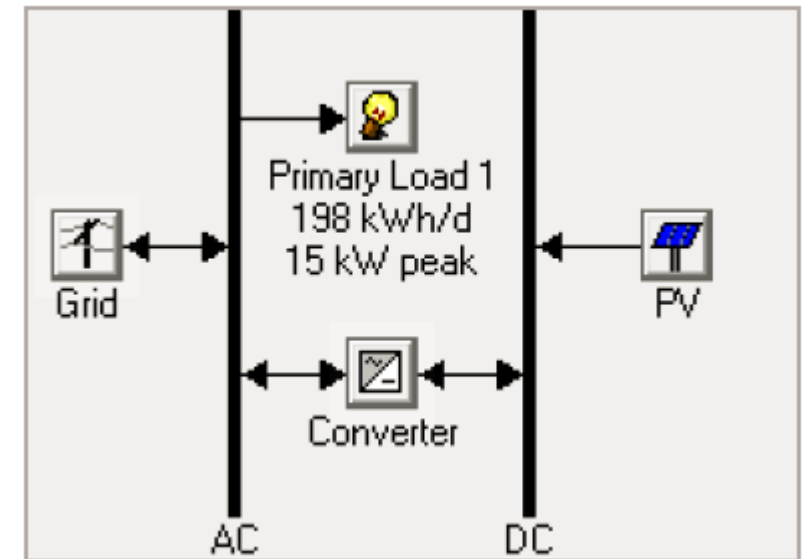 Primary Load 1
198 kWh/d
15 kW peak
Grid
PV
Converter
AC
DC